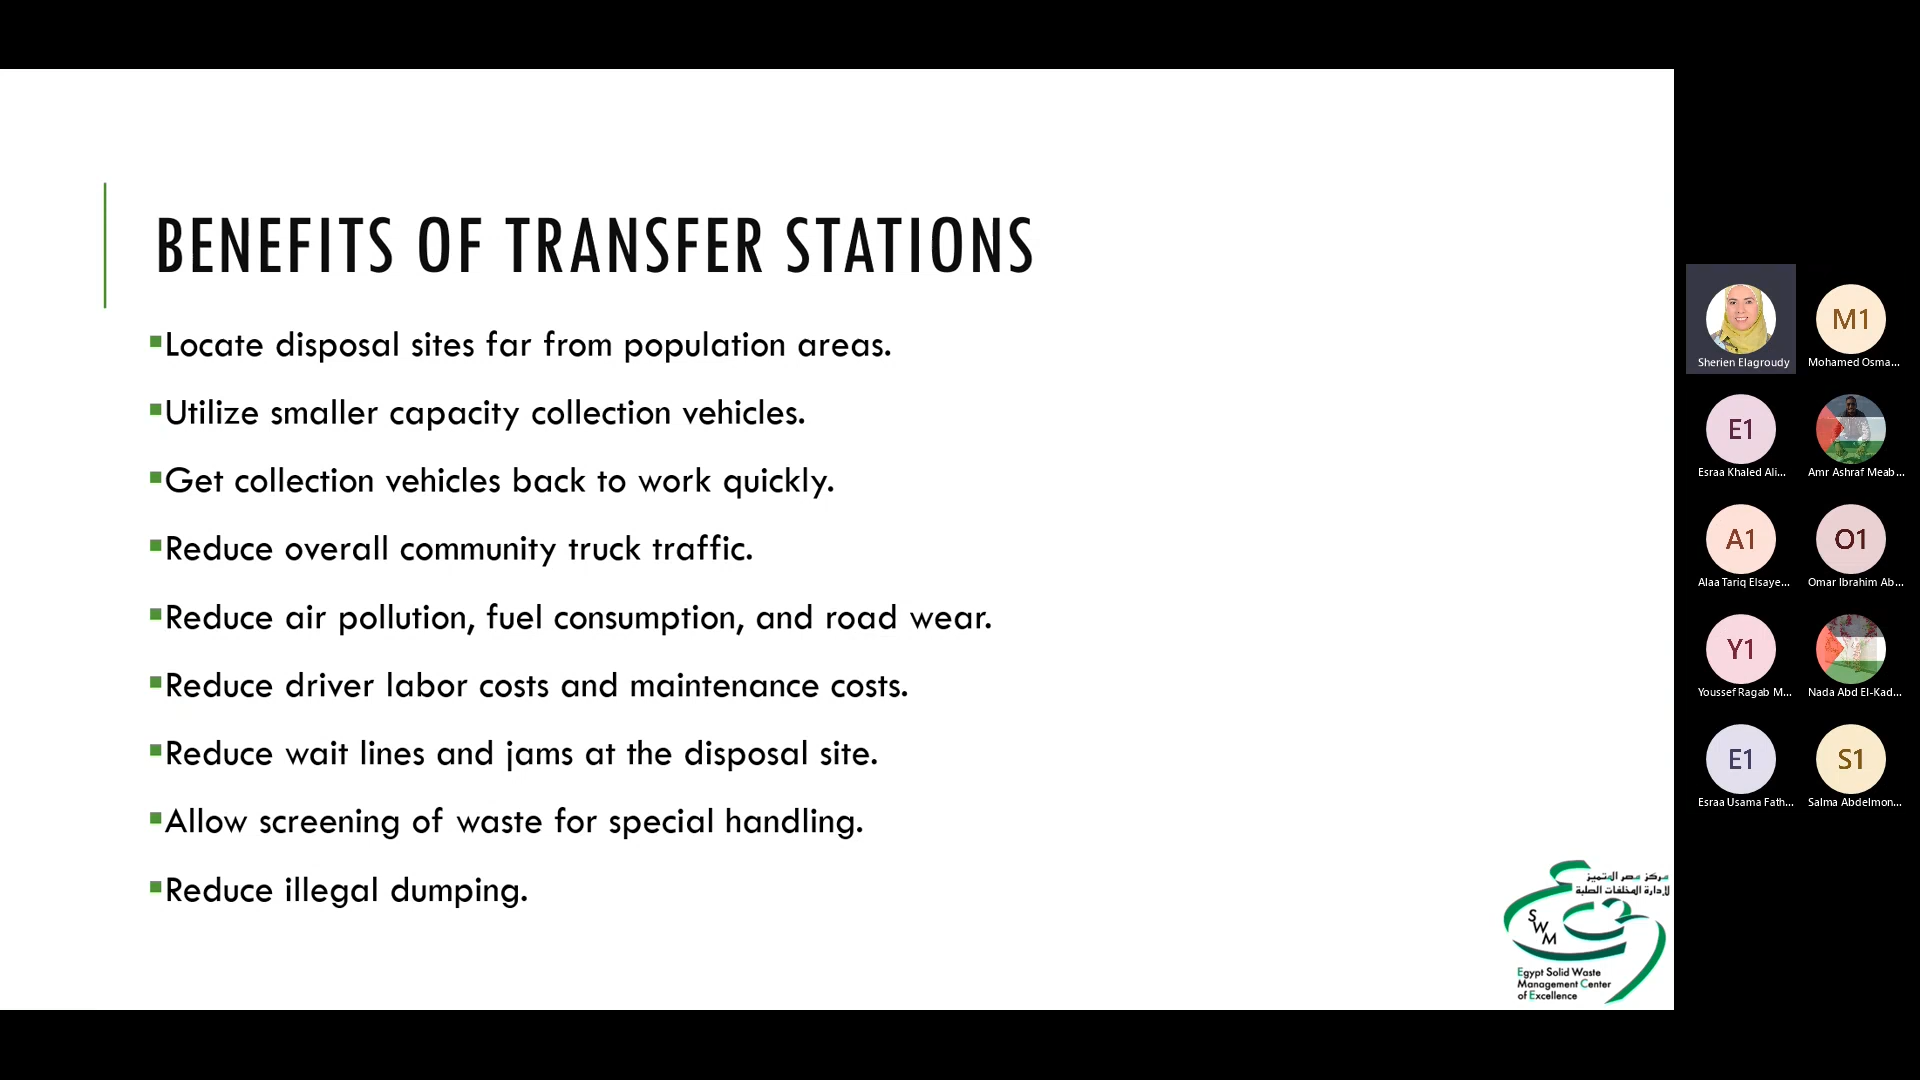 BENEFITS OF TRANSFER STATIONS
Locate disposal sites far from population areas.
Utilize smaller capacity collection vehicles.
Get collection vehicles back to work quickly.
Reduce overall community truck traffic.
Reduce air pollution, fuel consumption, and road wear.
Reduce driver labor costs and maintenance costs.
Reduce wait lines and jams at the disposal site.
Allow screening of waste for special handling.
Reduce illegal dumping.
مركز مصر المتميز
لإدارة المخلفات الصلبة
SWM
Egypt Solid Waste
Management Center
of Excellence
Sherien Elagroudy
M1
Mohamed Osma...
E1
Esraa Khaled Ali...
Amr Ashraf Meab...
A1
Alaa Tariq Elsaye...
O1
Omar Ibrahim Ab...
Y1
Youssef Ragab M...
Nada Abd El-Kad...
E1
Esraa Usama Fath...
S1
Salma Abdelmon...